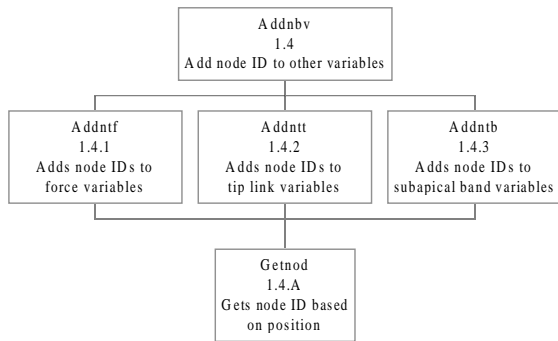 Addnbv
1.4
Add node ID to other variables
Addntf
1.4.1
Adds node IDs to
force variables
Addntt
1.4.2
Adds node IDs to
tip link variables
Addntb
1.4.3
Adds node IDs to
subapical band variables
Getnod
1.4.A
Gets node ID based
on position